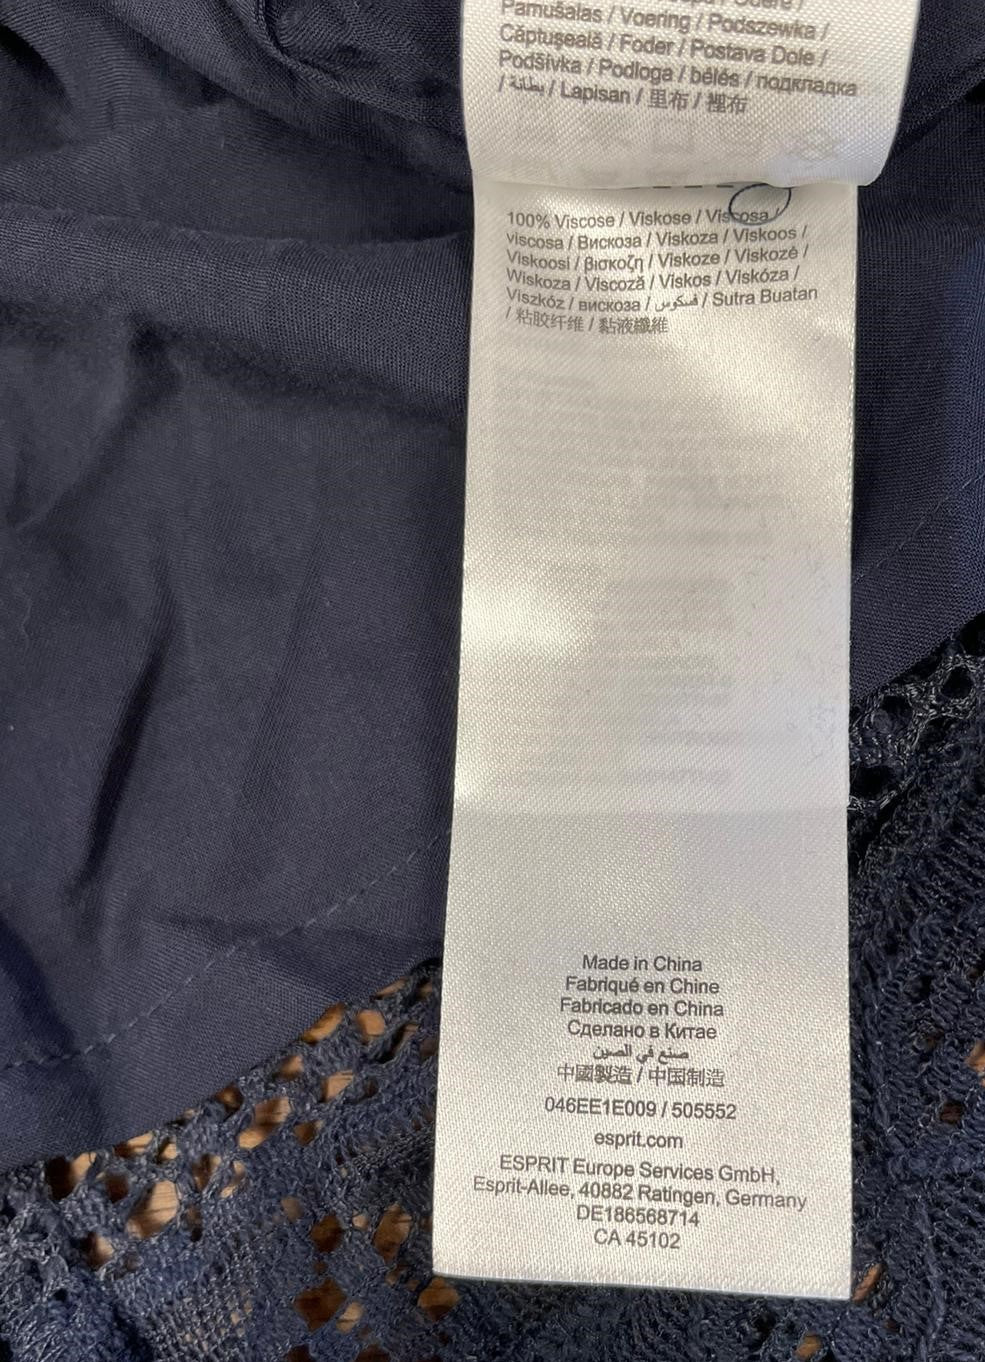 Pamušalas / Voering / Podszewka /
Căptuşeală / Foder / Postava Dole /
Podšívka / Podloga / bélés / подкладка
/ بطانة / Lapisan / 里布 / 裡布
100% Viscose / Viskose / Viscosa /
viscosa / Вискоза / Viskoza / Viskoos /
Viskoosi / βισκοζη / Viskoze / Viskozė /
Wiskoza / Viscoză / Viskos / Viskóza /
Viszkóz / вискоза / فسكوس / Sutra Buatan
/ 粘胶纤维 / 黏液纖維
Made in China
Fabriqué en Chine
Fabricado en China
Сделано в Китае
صنع في الصين
中國製造 / 中国制造
046EE1E009 / 505552
esprit.com
ESPRIT Europe Services GmbH,
Esprit-Allee, 40882 Ratingen, Germany
DE186568714
CA 45102